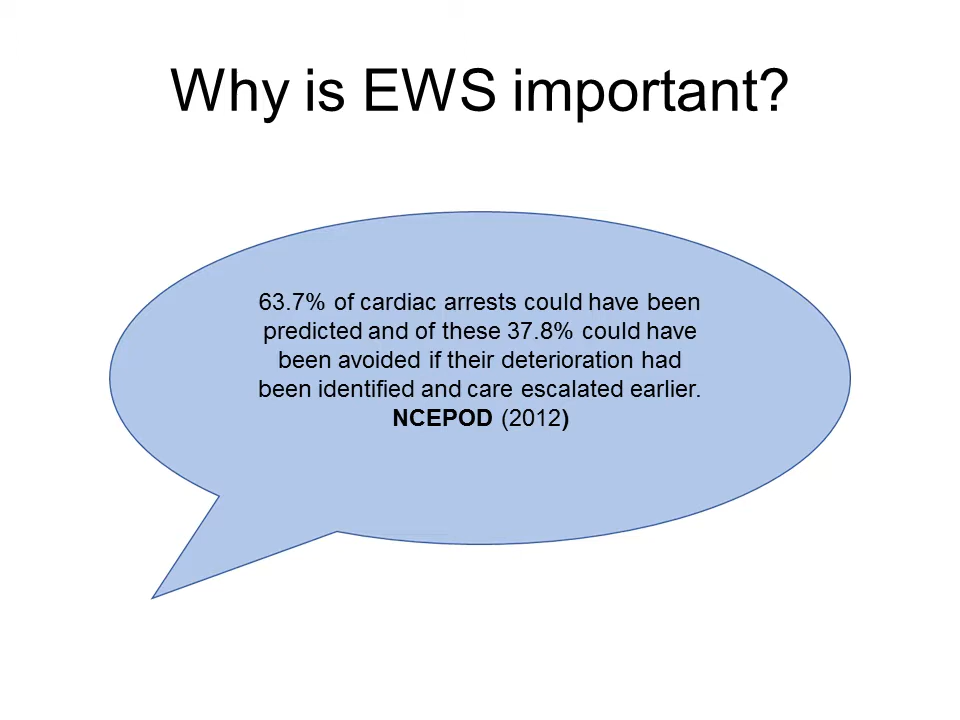 Why is EWS important?
63.7% of cardiac arrests could have been
predicted and of these 37.8% could have
been avoided if their deterioration had
been identified and care escalated earlier.
NCEPOD (2012)